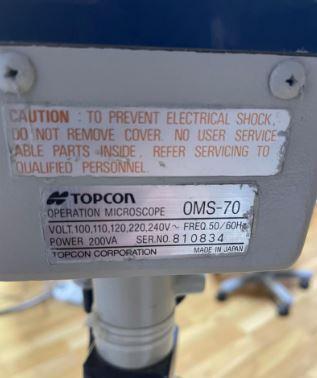 CAUTION : TO PREVENT ELECTRICAL SHOCK,
DO NOT REMOVE COVER. NO USER SERVICE
ABLE PARTS INSIDE, REFER SERVICING TO
QUALIFIED PERSONNEL.
TOPCON
OPERATION MICROSCOPE OMS-70
VOLT.100,110,120,220,240V~ FREQ.50/60Hz
POWER 200VA SER.NO. 810834
TOPCON CORPORATION MADE IN JAPAN